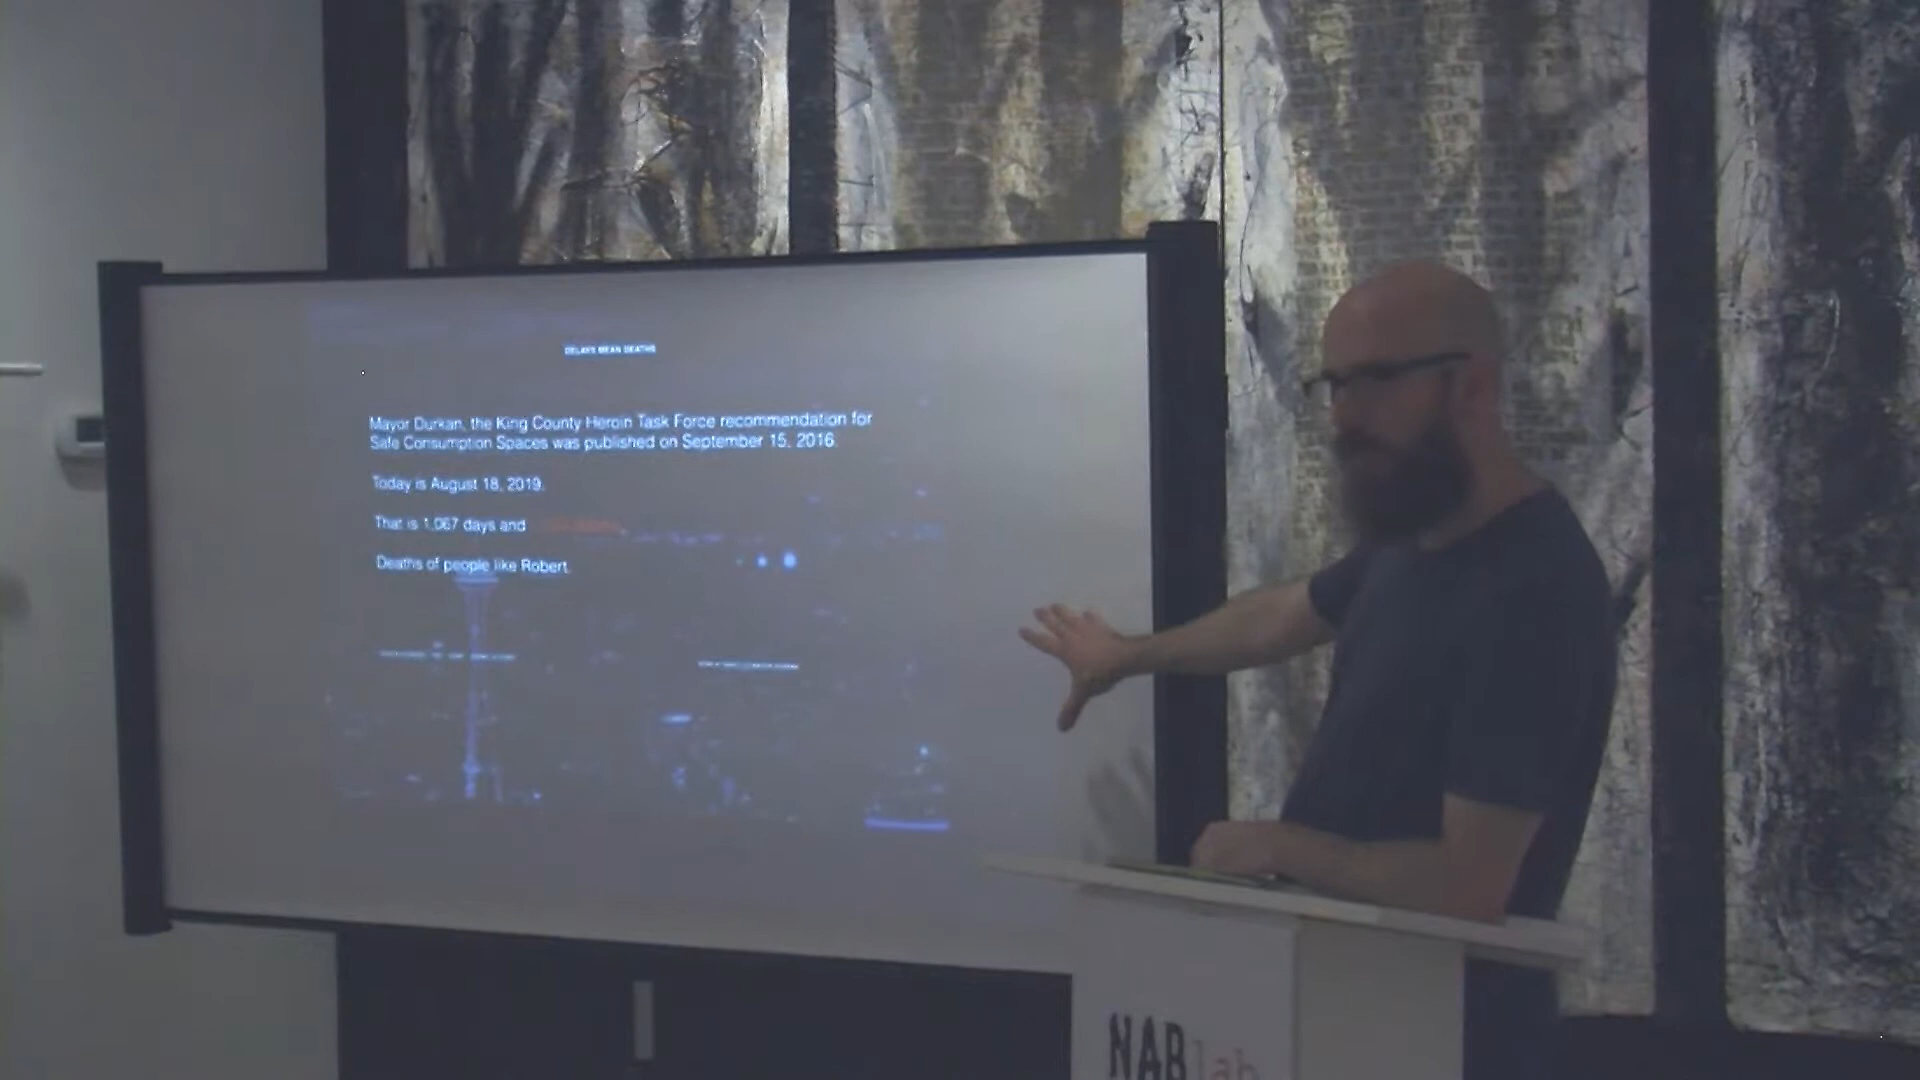 DELAYS MEAN DEATHS
Mayor Durkan, the King County Heroin Task Force recommendation for
Safe Consumption Spaces was published on September 15, 2016.
Today is August 18, 2019.
That is 1,067 days and
Deaths of people like Robert.
NAB lab